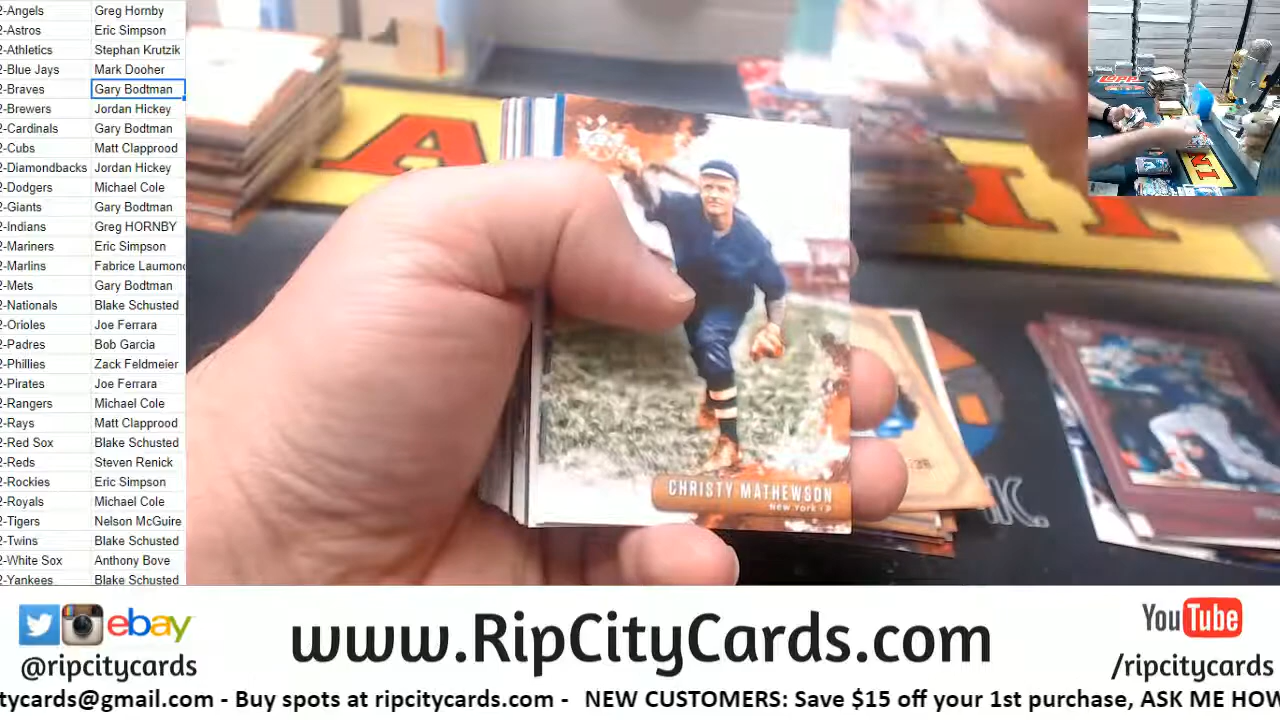 2-Angels Greg Hornby
2-Astros Eric Simpson
2-Athletics Stephan Krutzik
2-Blue Jays Mark Dooher
2-Braves Gary Bodtman
2-Brewers Jordan Hickey
2-Cardinals Gary Bodtman
2-Cubs Matt Clapprood
2-Diamondbacks Jordan Hickey
2-Dodgers Michael Cole
2-Giants Gary Bodtman
2-Indians Greg HORNBY
2-Mariners Eric Simpson
2-Marlins Fabrice Laumon
2-Mets Gary Bodtman
2-Nationals Blake Schusted
2-Orioles Joe Ferrara
2-Padres Bob Garcia
2-Phillies Zack Feldmeier
2-Pirates Joe Ferrara
2-Rangers Michael Cole
2-Rays Matt Clapprood
2-Red Sox Blake Schusted
2-Reds Steven Renick
2-Rockies Eric Simpson
2-Royals Michael Cole
2-Tigers Nelson McGuire
2-Twins Blake Schusted
2-White Sox Anthony Bove
2-Yankees Blake Schusted
CHRISTY MATHEWSON
New York • P
ebay
@ripcitycards
www.RipCityCards.com
YouTube
/ripcitycards
tycards@gmail.com - Buy spots at ripcitycards.com - NEW CUSTOMERS: Save $15 off your 1st purchase, ASK ME HOW